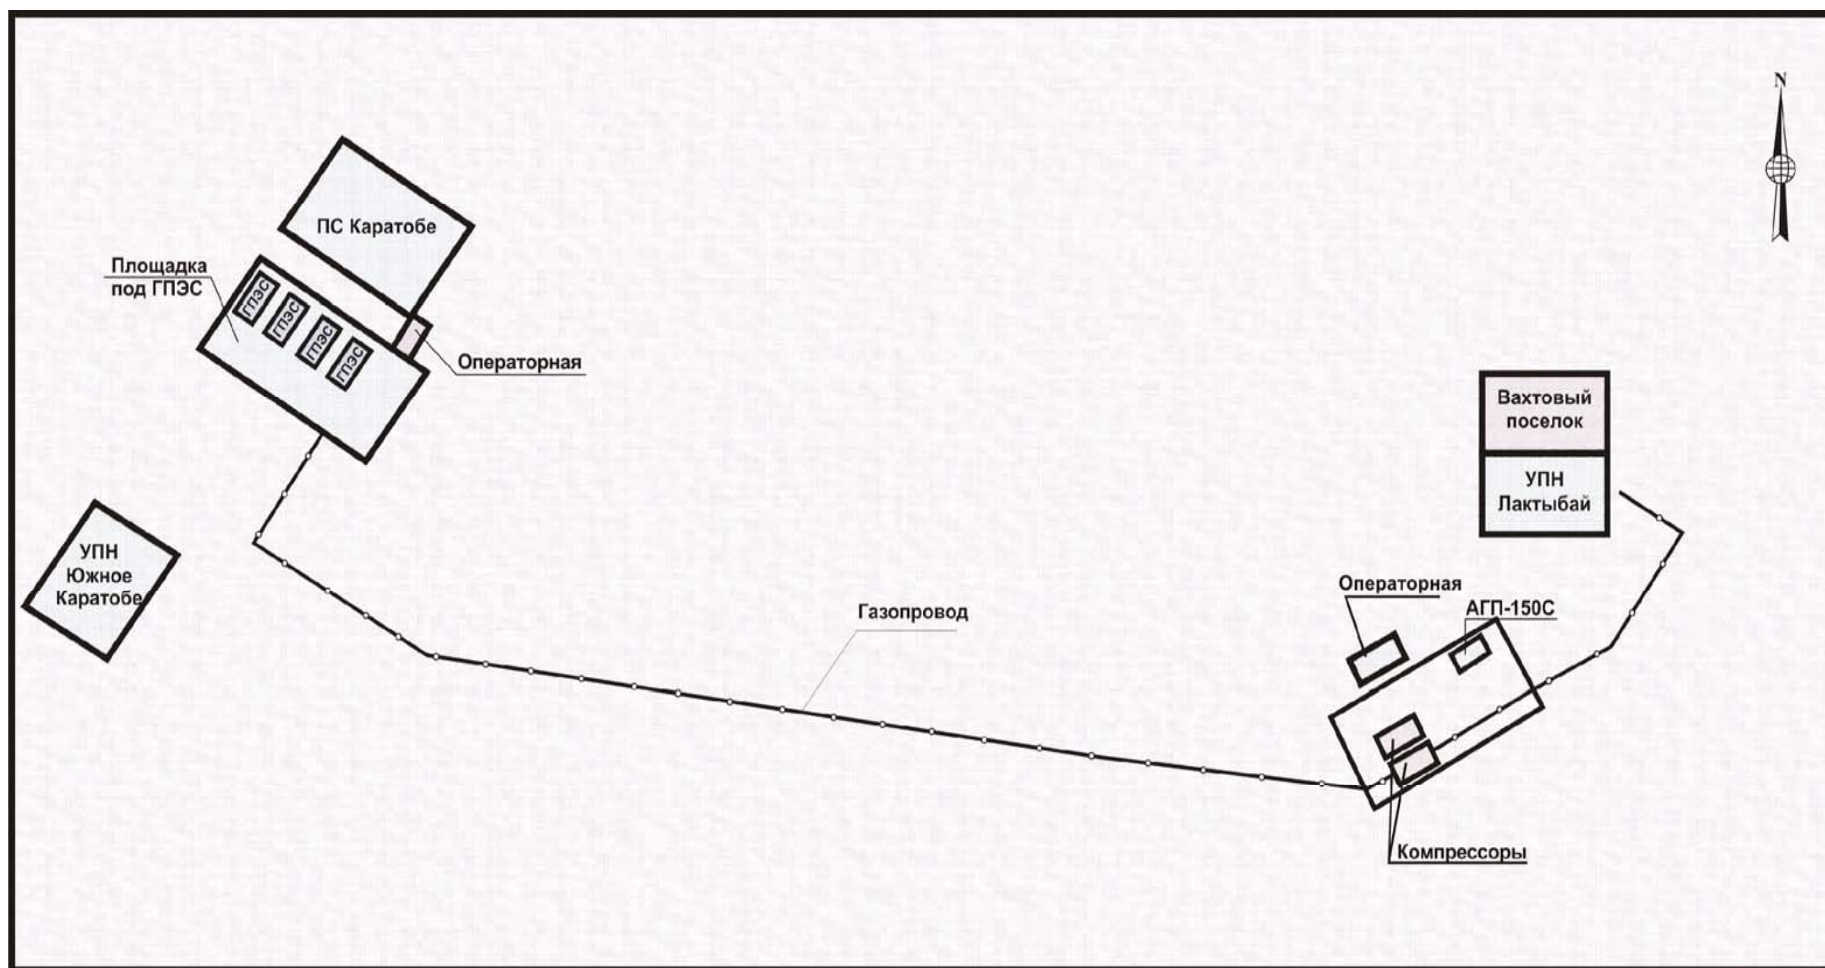 N
ПС Каратобе
Площадка
под ГПЭС
ГПЭС
ГПЭС
ГПЭС
ГПЭС
Операторная
Вахтовый
поселок
УПН
Лактыбай
УПН
Южное
Каратобе
Операторная
АГП-150С
Газопровод
Компрессоры